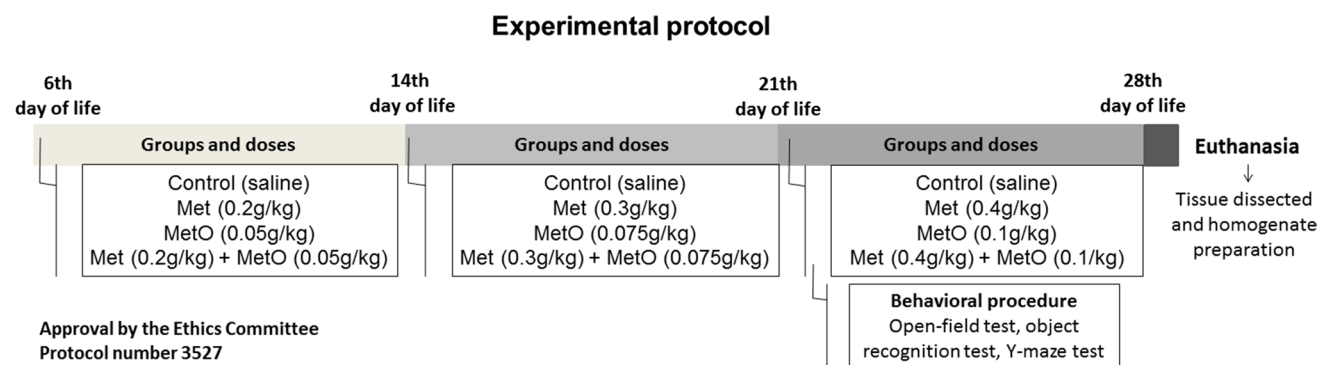 Experimental protocol
6th
day of life
14th
day of life
21th
day of life
28th
day of life
Groups and doses
Control (saline)
Met (0.2g/kg)
MetO (0.05g/kg)
Met (0.2g/kg) + MetO (0.05g/kg)
Groups and doses
Control (saline)
Met (0.3g/kg)
MetO (0.075g/kg)
Met (0.3g/kg) + MetO (0.075g/kg)
Groups and doses
Control (saline)
Met (0.4g/kg)
MetO (0.1g/kg)
Met (0.4g/kg) + MetO (0.1/kg)
Euthanasia
↓
Tissue dissected
and homogenate
preparation
Behavioral procedure
Open-field test, object
recognition test, Y-maze test
Approval by the Ethics Committee
Protocol number 3527